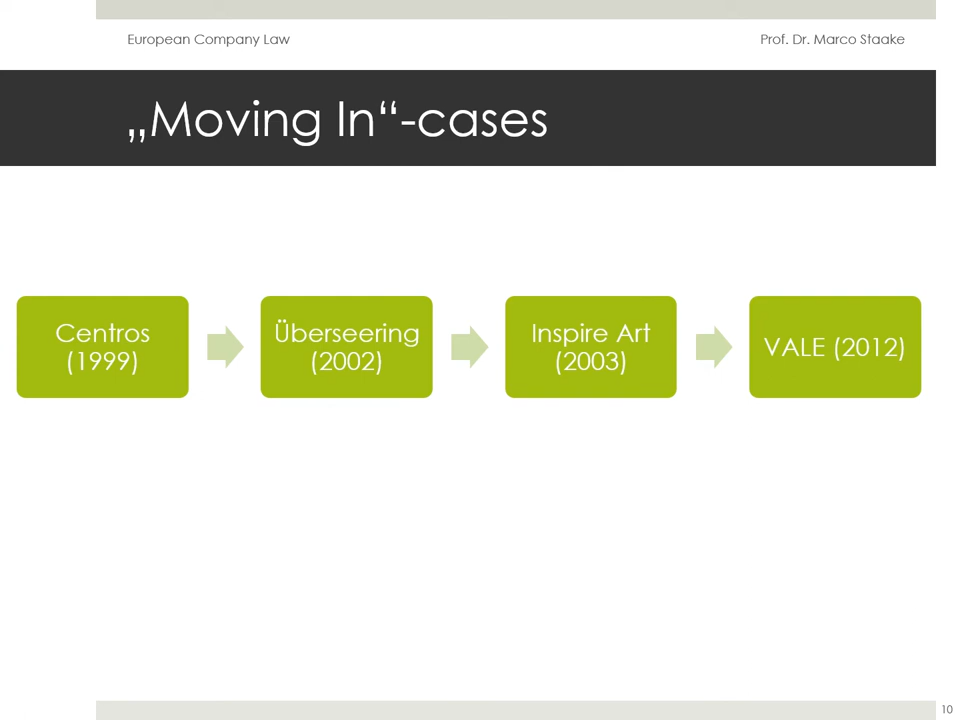 European Company Law
Prof. Dr. Marco Staake
„Moving In“-cases
Centros
(1999)
Überseering
(2002)
Inspire Art
(2003)
VALE (2012)
10